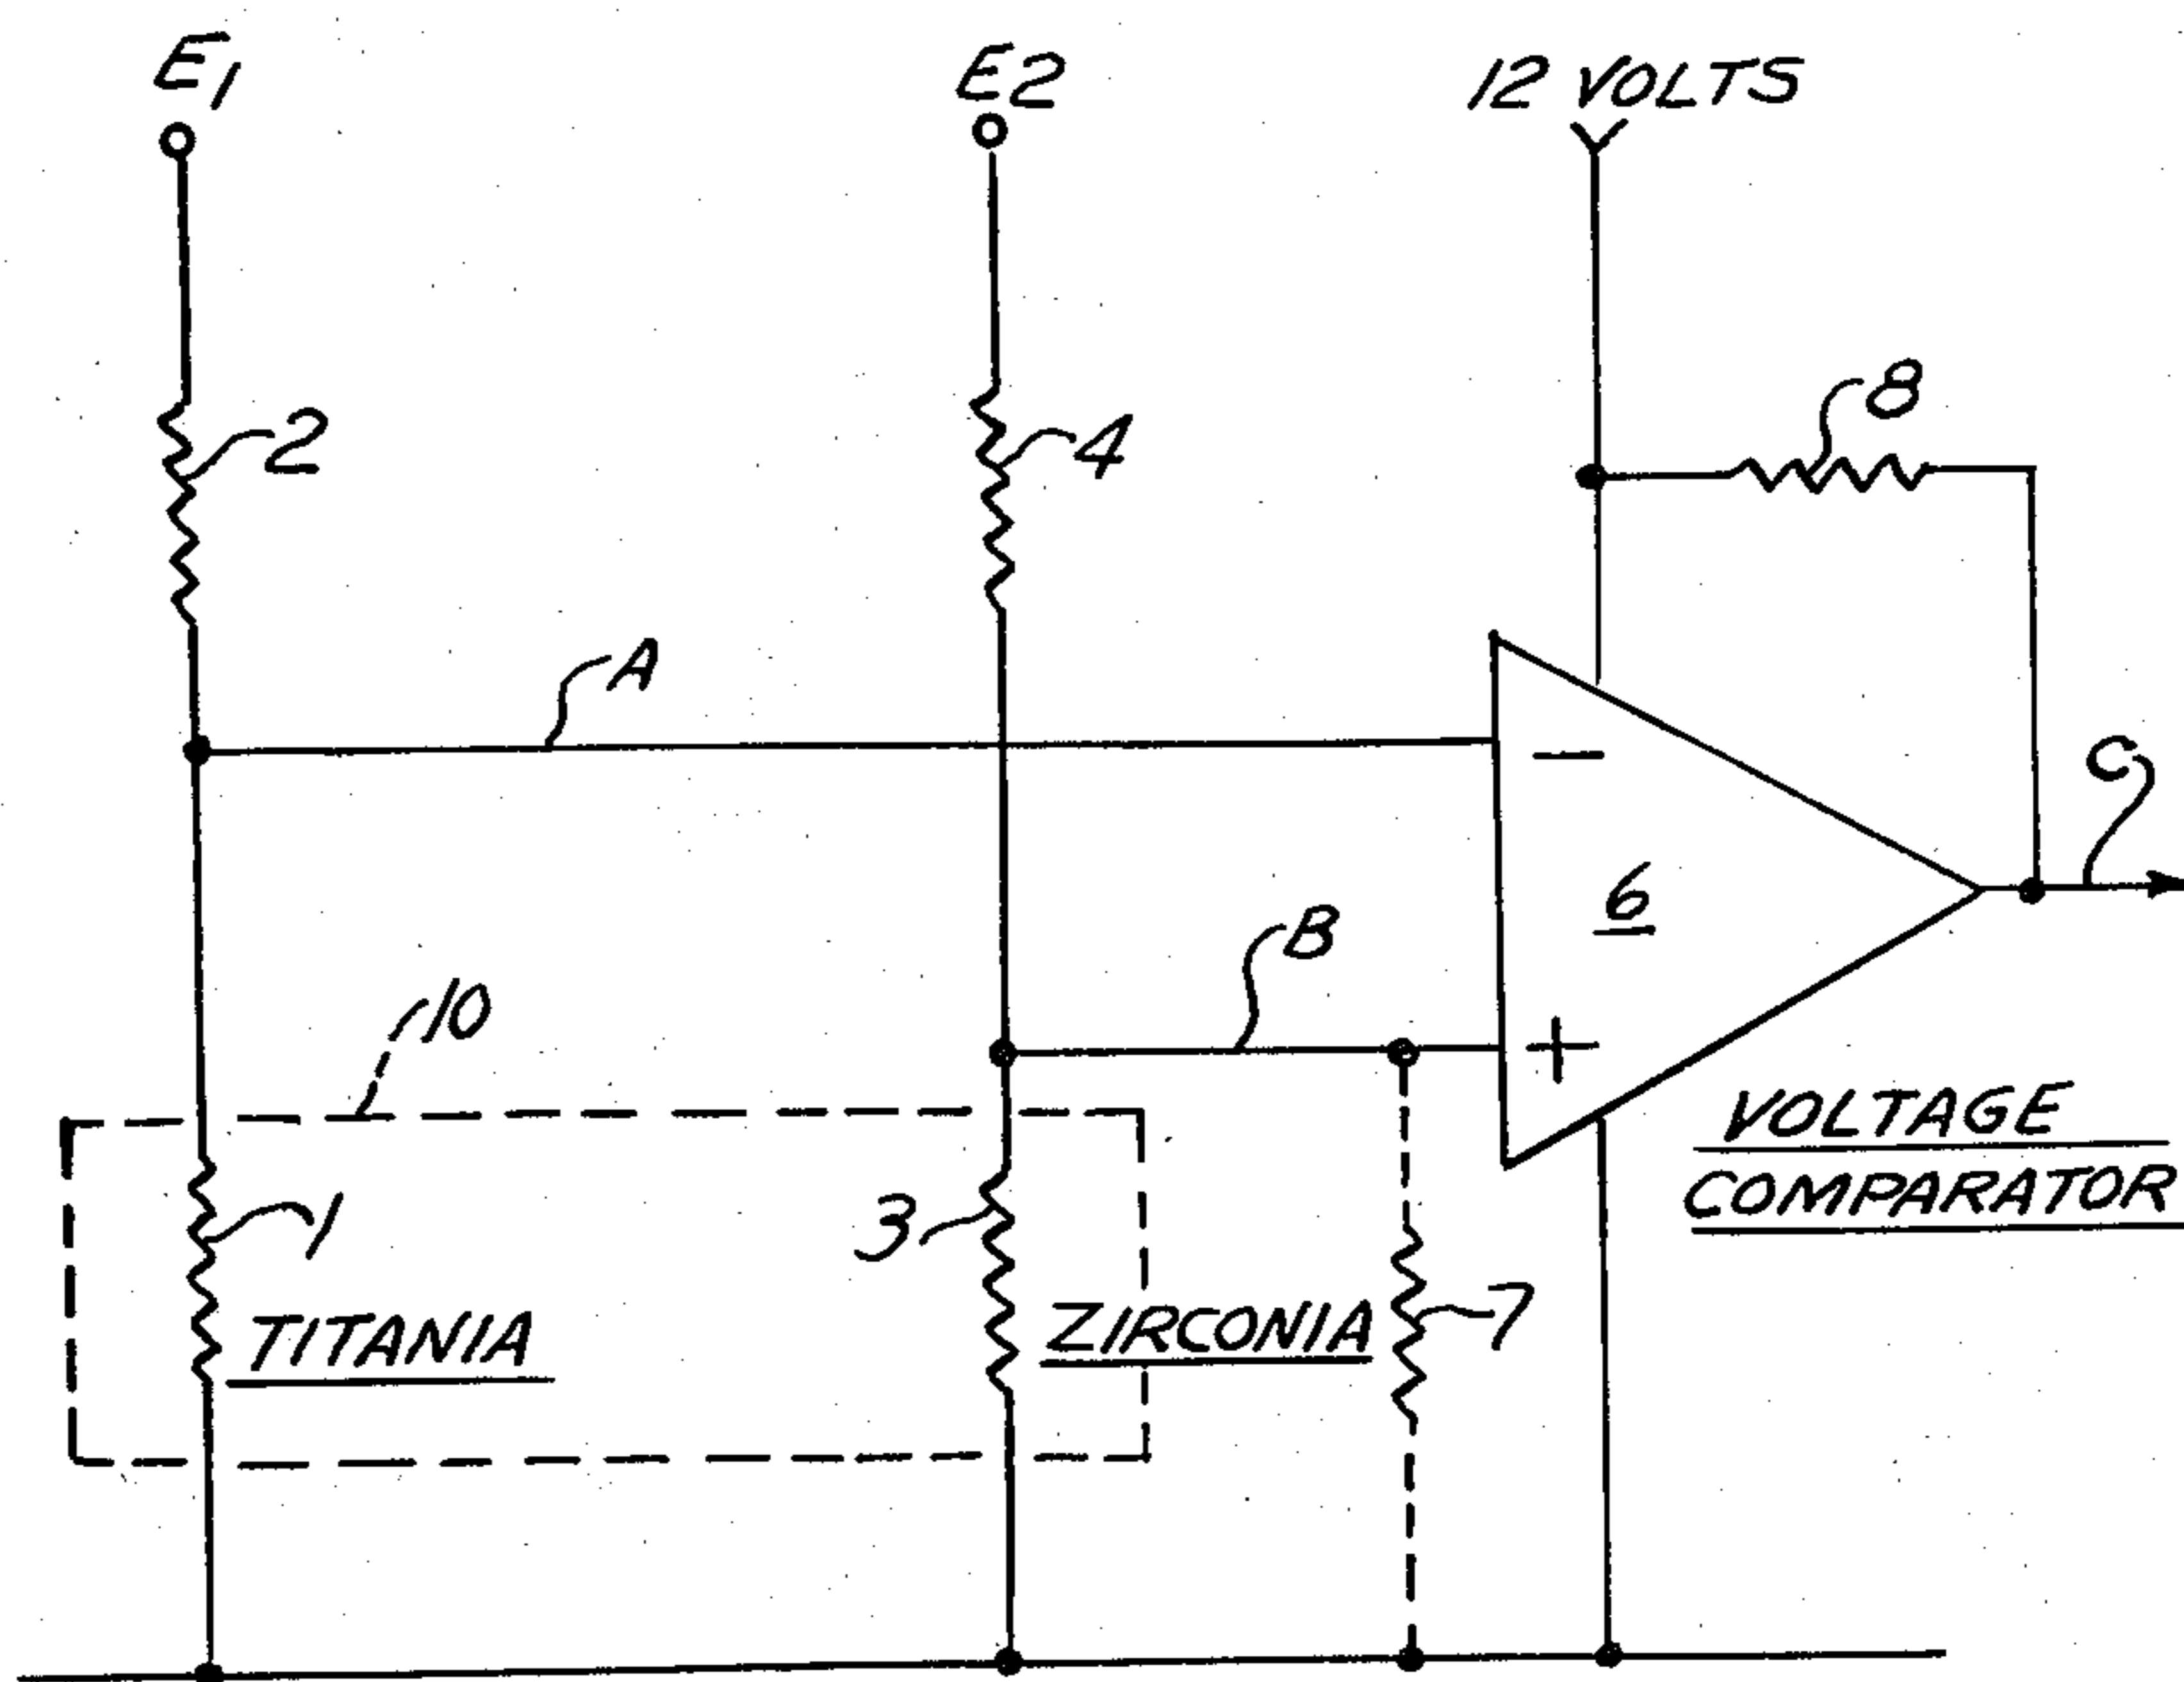 E1
E2
12 VOLTS
2
4
8
A
C
6
B
10
VOLTAGE
COMPARATOR
1
3
7
TITANIA
ZIRCONIA
−
+